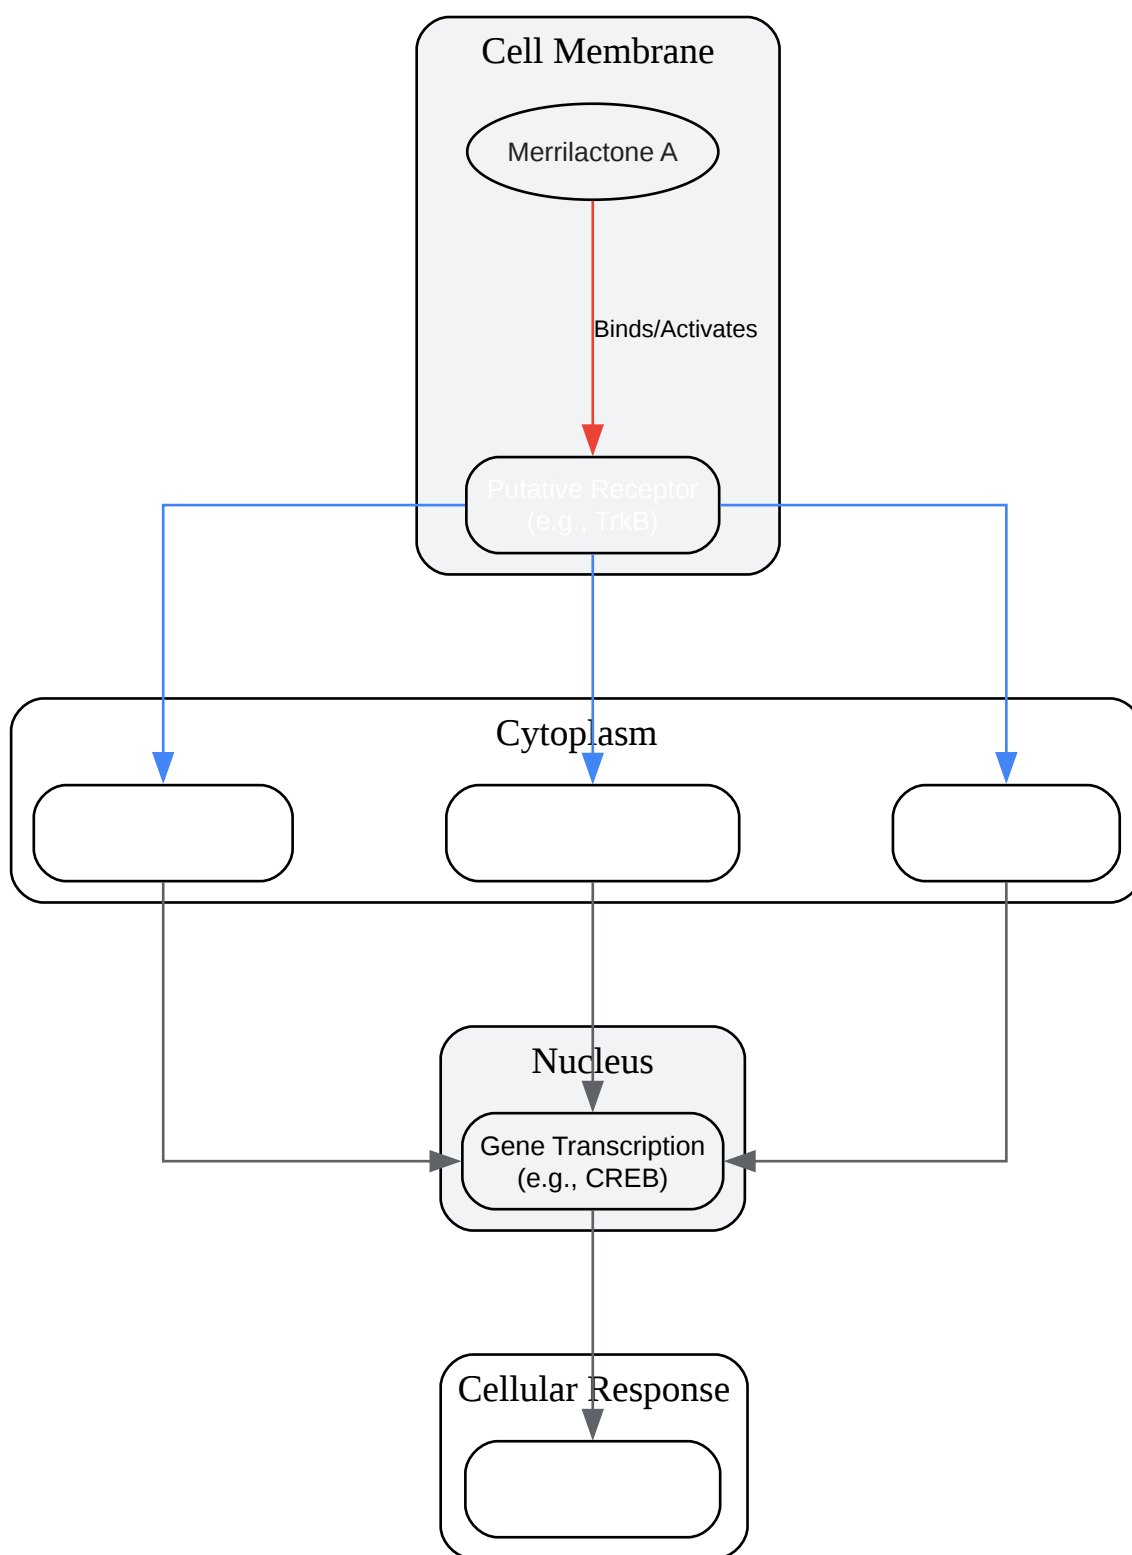 Cell Membrane
Merrilactone A
Binds/Activates
Putative Receptor
(e.g., TrkB)
Cytoplasm
Nucleus
Gene Transcription
(e.g., CREB)
Cellular Response